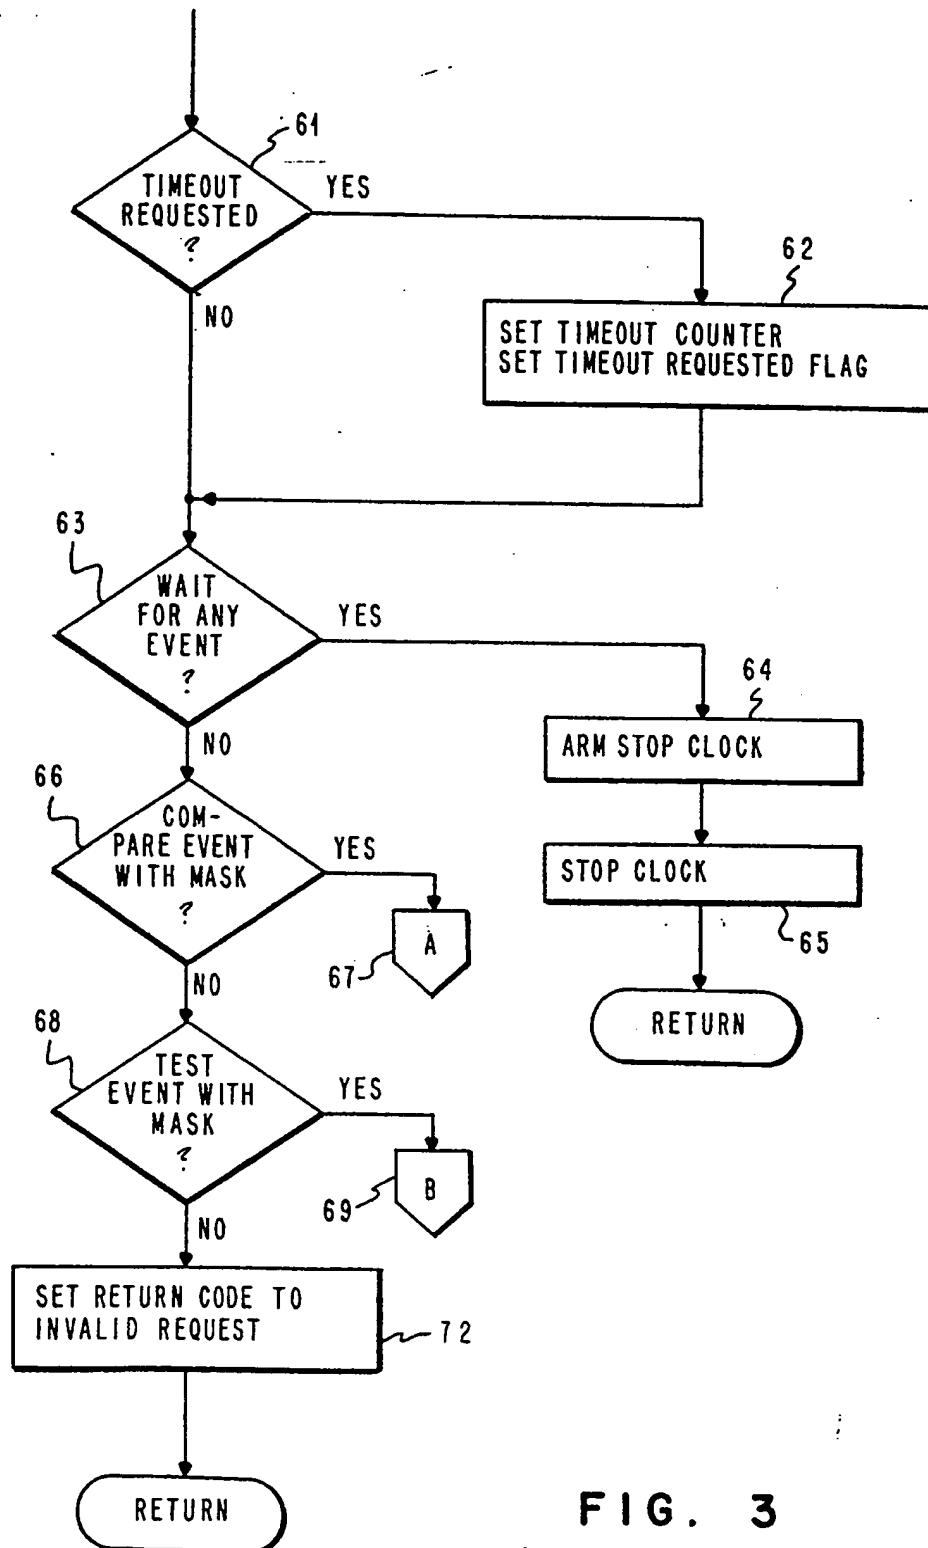 61
TIMEOUT
REQUESTED
?
YES
NO
62
SET TIMEOUT COUNTER
SET TIMEOUT REQUESTED FLAG
63
WAIT
FOR ANY
EVENT
?
YES
NO
64
ARM STOP CLOCK
STOP CLOCK
65
RETURN
66
COM-
PARE EVENT
WITH MASK
?
YES
NO
A
67
68
TEST
EVENT WITH
MASK
?
YES
NO
B
69
SET RETURN CODE TO
INVALID REQUEST
72
RETURN
FIG. 3